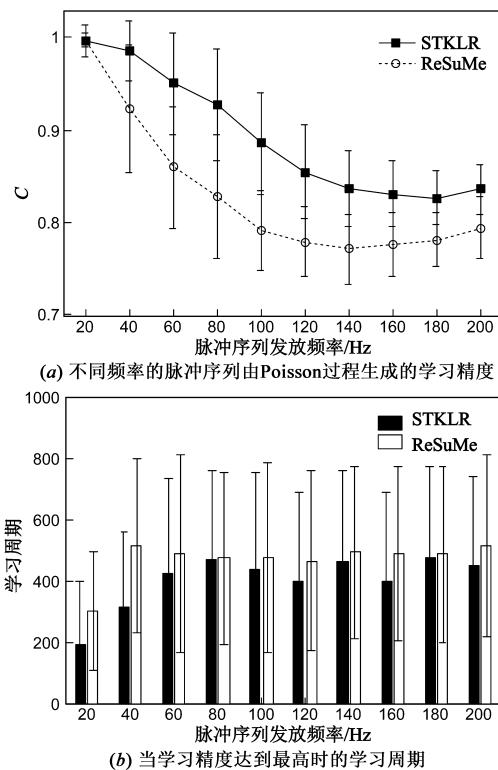 1
0.9
0.8
0.7
C
STKLR
ReSuMe
20 40 60 80 100 120 140 160 180 200
脉冲序列发放频率/Hz
(a) 不同频率的脉冲序列由Poisson过程生成的学习精度
1000
800
600
400
200
0
学习周期
STKLR
ReSuMe
20 40 60 80 100 120 140 160 180 200
脉冲序列发放频率/Hz
(b) 当学习精度达到最高时的学习周期